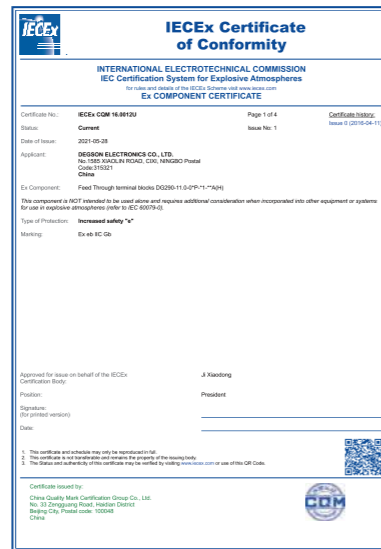 IECEx
IECEx Certificate
of Conformity
INTERNATIONAL ELECTROTECHNICAL COMMISSION
IEC Certification System for Explosive Atmospheres
for rules and details of the IECEx Scheme visit www.iecex.com
Ex COMPONENT CERTIFICATE
Certificate No.: IECEx CQM 16.0012U Page 1 of 4 Certificate history:
Issue 0 (2016-04-11)
Status: Current Issue No: 1
Date of Issue: 2021-05-28
Applicant: DEGSON ELECTRONICS CO., LTD.
No.1585 XIAOLIN ROAD, CIXI, NINGBO Postal
Code:315321
China
Ex Component: Feed Through terminal blocks DG290-11.0-0*P-*1-**A(H)
This component is NOT intended to be used alone and requires additional consideration when incorporated into other equipment or systems
for use in explosive atmospheres (refer to IEC 60079-0).
Type of Protection: Increased safety "e"
Marking: Ex eb IIC Gb
Approved for issue on behalf of the IECEx
Certification Body:
Ji Xiaodong
Position: President
Signature:
(for printed version)
Date:
1. This certificate and schedule may only be reproduced in full.
2. This certificate is not transferable and remains the property of the issuing body.
3. The Status and authenticity of this certificate may be verified by visiting www.iecex.com or use of this QR Code.
Certificate issued by:
China Quality Mark Certification Group Co., Ltd.
No. 33 Zengguang Road, Haidian District
Beijing City, Postal code: 100048
China
CQM